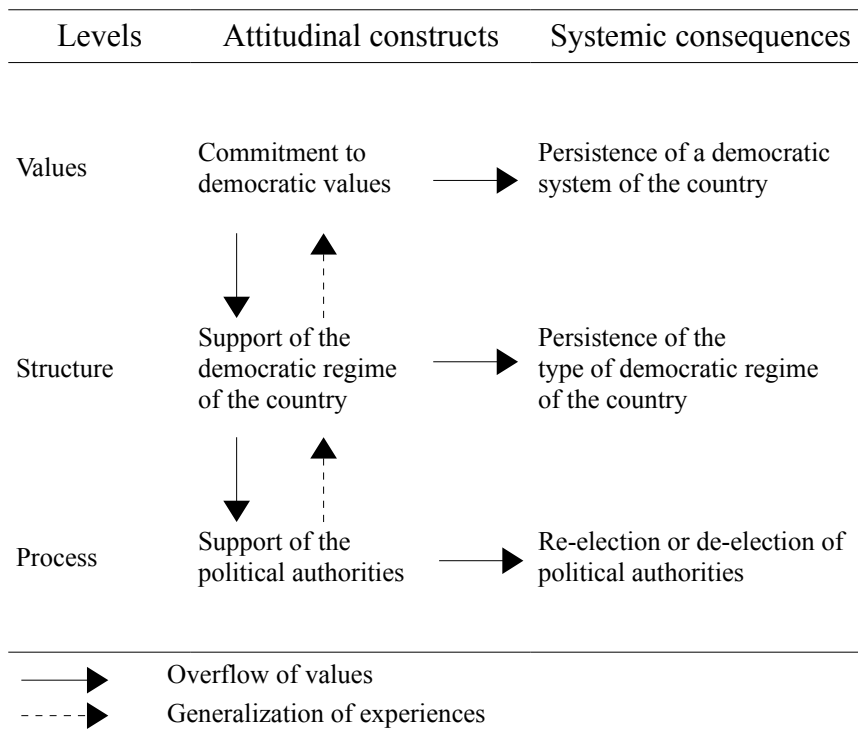 Levels Attitudinal constructs Systemic consequences
Values
Commitment to
democratic values
Persistence of a democratic
system of the country
Structure
Support of the
democratic regime
of the country
Persistence of the
type of democratic regime
of the country
Process
Support of the
political authorities
Re-election or de-election of
political authorities
Overflow of values
Generalization of experiences